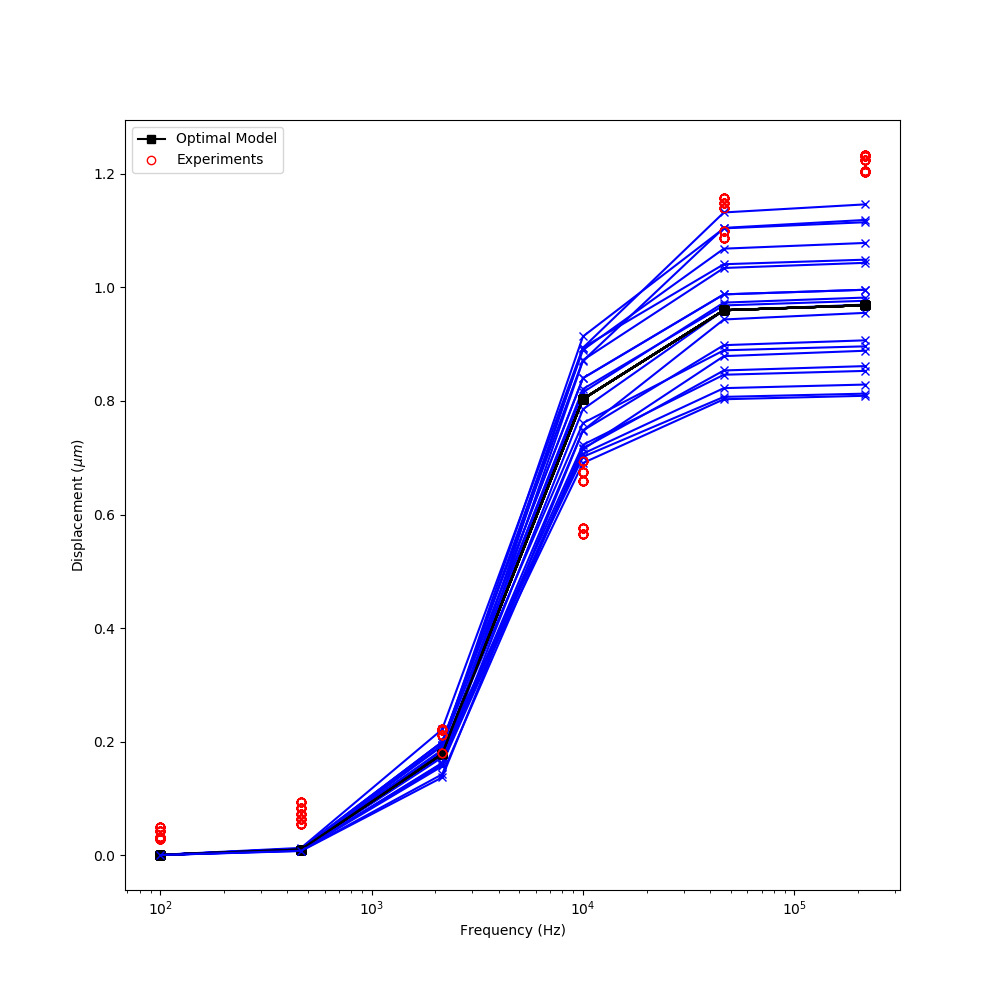 Optimal Model
Experiments
1.2
1.0
0.8
0.6
0.4
0.2
0.0
Displacement (μm)
10²
10³
10⁴
10⁵
Frequency (Hz)